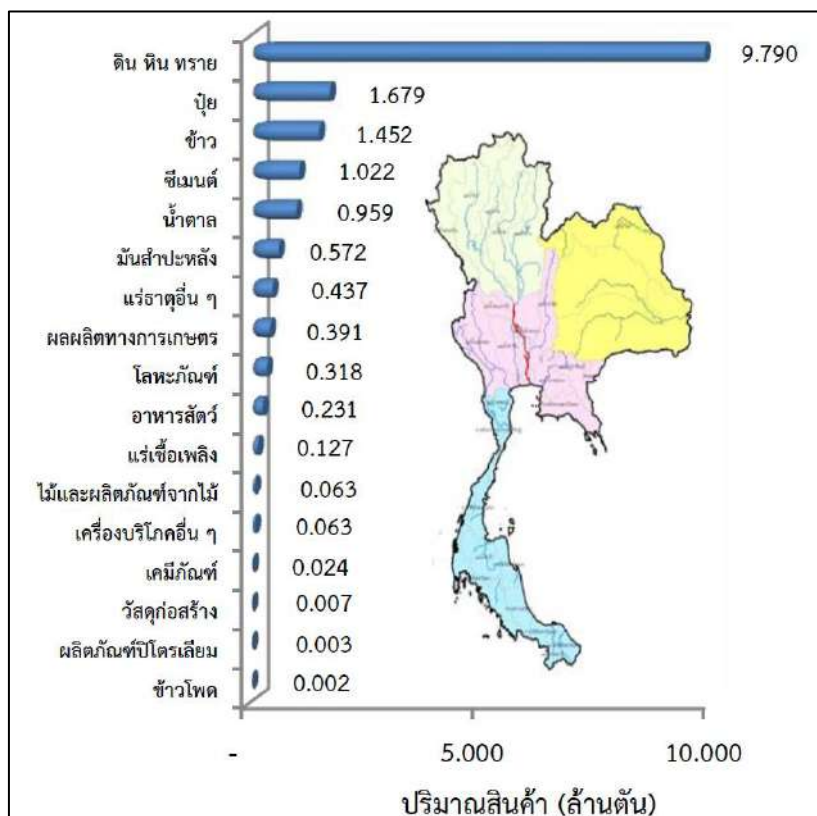 ดิน หิน ทราย 9.790
ปุ๋ย 1.679
ข้าว 1.452
ซีเมนต์ 1.022
น้ำตาล 0.959
มันสำปะหลัง 0.572
แร่ธาตุอื่น ๆ 0.437
ผลผลิตทางการเกษตร 0.391
โลหะภัณฑ์ 0.318
อาหารสัตว์ 0.231
แร่เชื้อเพลิง 0.127
ไม้และผลิตภัณฑ์จากไม้ 0.063
เครื่องบริโภคอื่น ๆ 0.063
เคมีภัณฑ์ 0.024
วัสดุก่อสร้าง 0.007
ผลิตภัณฑ์ปิโตรเลียม 0.003
ข้าวโพด 0.002
- 5.000 10.000
ปริมาณสินค้า (ล้านตัน)